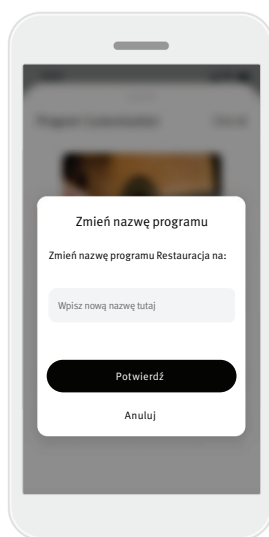 Zmień nazwę programu
Zmień nazwę programu Restauracja na:
Wpisz nową nazwę tutaj
Potwierdź
Anuluj